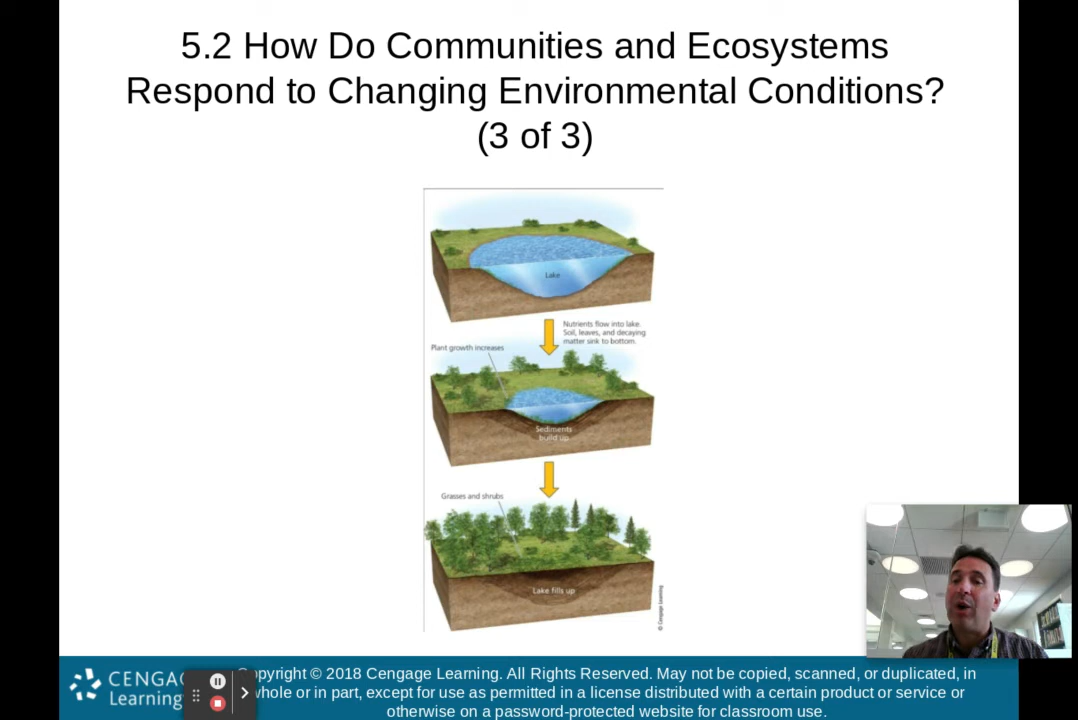 5.2 How Do Communities and Ecosystems
Respond to Changing Environmental Conditions?
(3 of 3)
Lake
Nutrients flow into lake.
Soil, leaves, and decaying
matter sink to bottom.
Plant growth increases
Sediments
build up
Grasses and shrubs
Lake fills up
© Cengage Learning
CENGAGE
Learning
Copyright © 2018 Cengage Learning. All Rights Reserved. May not be copied, scanned, or duplicated, in
whole or in part, except for use as permitted in a license distributed with a certain product or service or
otherwise on a password-protected website for classroom use.